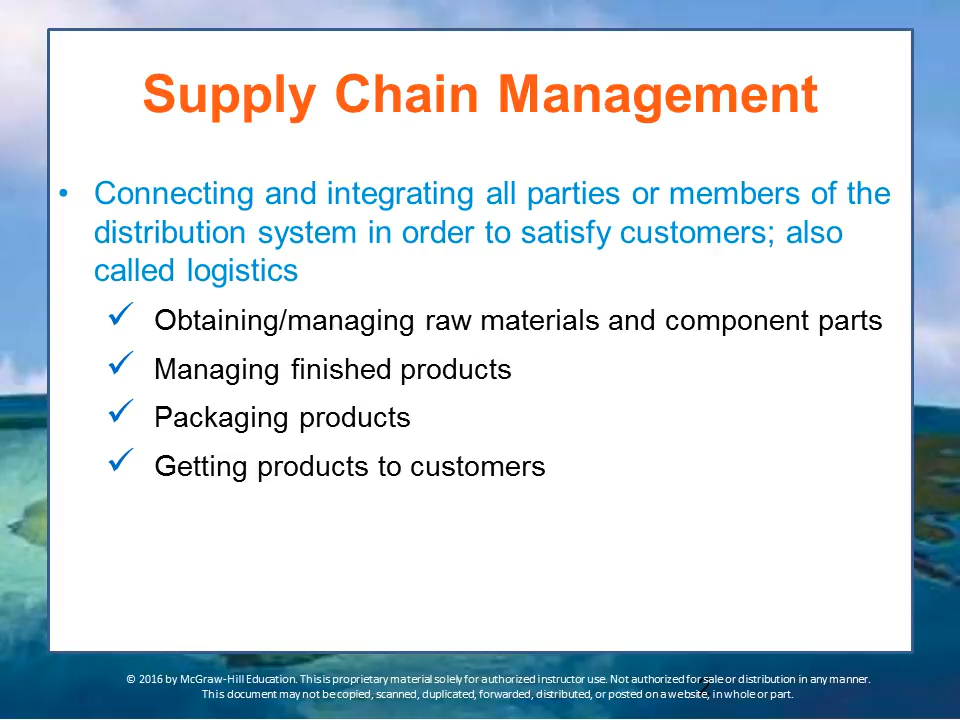 Supply Chain Management
• Connecting and integrating all parties or members of the
distribution system in order to satisfy customers; also
called logistics
✓ Obtaining/managing raw materials and component parts
✓ Managing finished products
✓ Packaging products
✓ Getting products to customers
© 2016 by McGraw-Hill Education. This is proprietary material solely for authorized instructor use. Not authorized for sale or distribution in any manner.
This document may not be copied, scanned, duplicated, forwarded, distributed, or posted on a website, in whole or part.